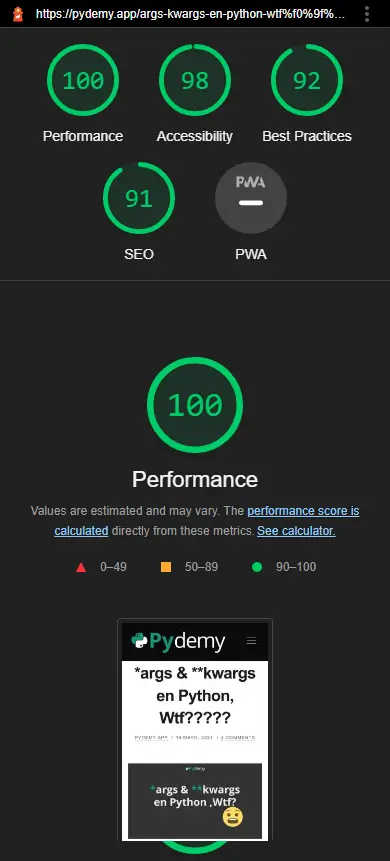 https://pydemy.app/args-kwargs-en-python-wtf%f0%9f%...
100
98
92
Performance
Accessibility
Best Practices
91
PWA
SEO
PWA
100
Performance
Values are estimated and may vary. The performance score is
calculated directly from these metrics. See calculator.
0–49
50–89
90–100
Pydemy
*args & **kwargs
en Python,
Wtf?????
PYDEMY APP / 19 MAYO, 2021 / 4 COMMENTS
Pydemy
*args & **kwargs
en Python ,Wtf?